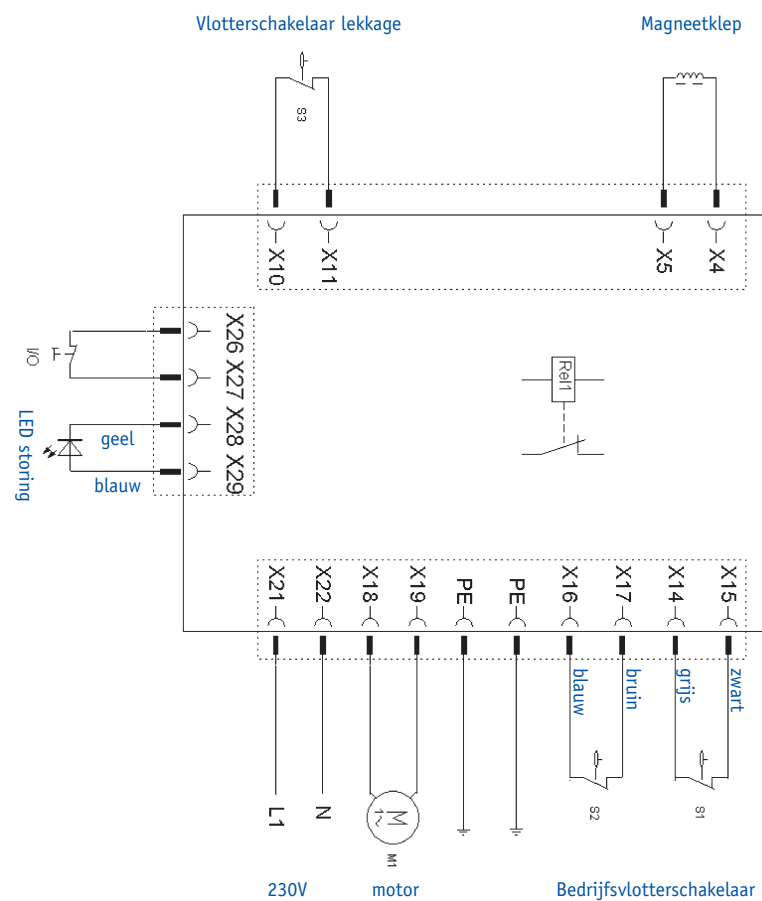 Vlotterschakelaar lekkage
Magneetklep
S3
X10
X11
X5
X4
X26
X27
X28
X29
I/O
LED storing
geel
blauw
Rel1
X21
X22
X18
X19
PE
PE
X16
X17
X14
X15
blauw
bruin
grijs
zwart
L1
N
M
1~
M1
S2
S1
230V
motor
Bedrijfsvlotterschakelaar